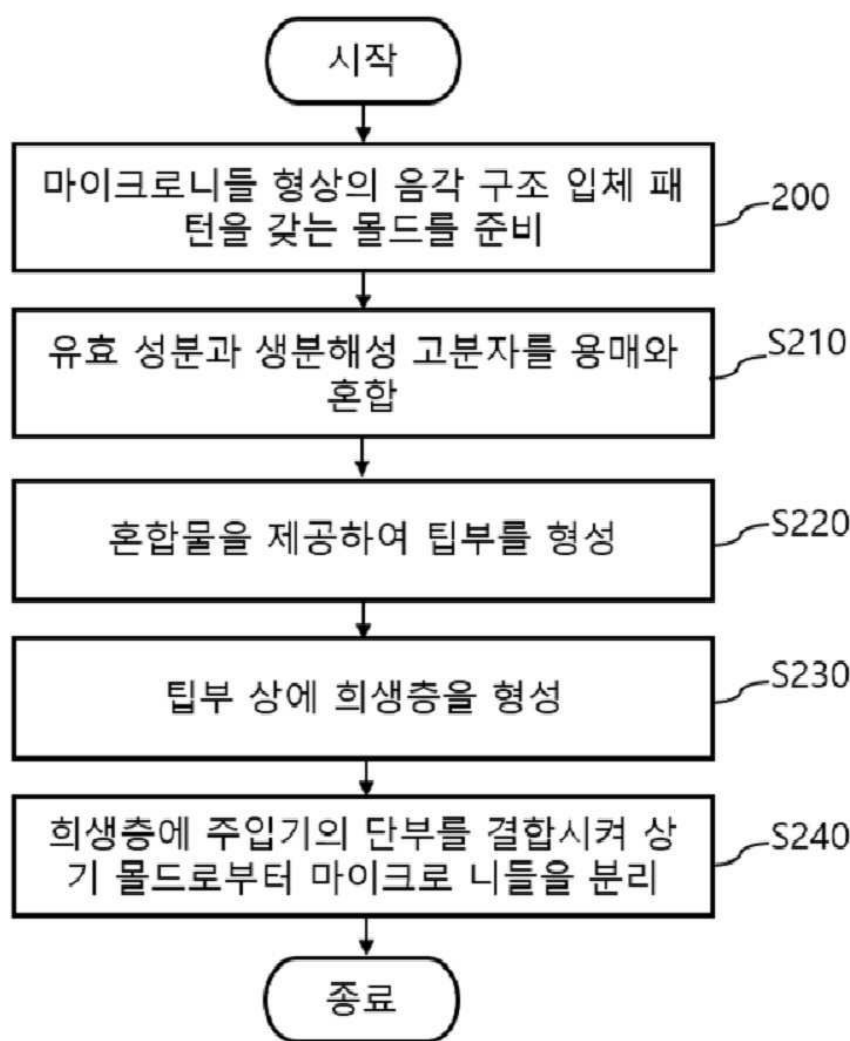 시작
마이크로니들 형상의 음각 구조 입체 패
턴을 갖는 몰드를 준비
200
유효 성분과 생분해성 고분자를 용매와
혼합
S210
혼합물을 제공하여 팁부를 형성
S220
팁부 상에 희생층을 형성
S230
희생층에 주입기의 단부를 결합시켜 상
기 몰드로부터 마이크로 니들을 분리
S240
종료